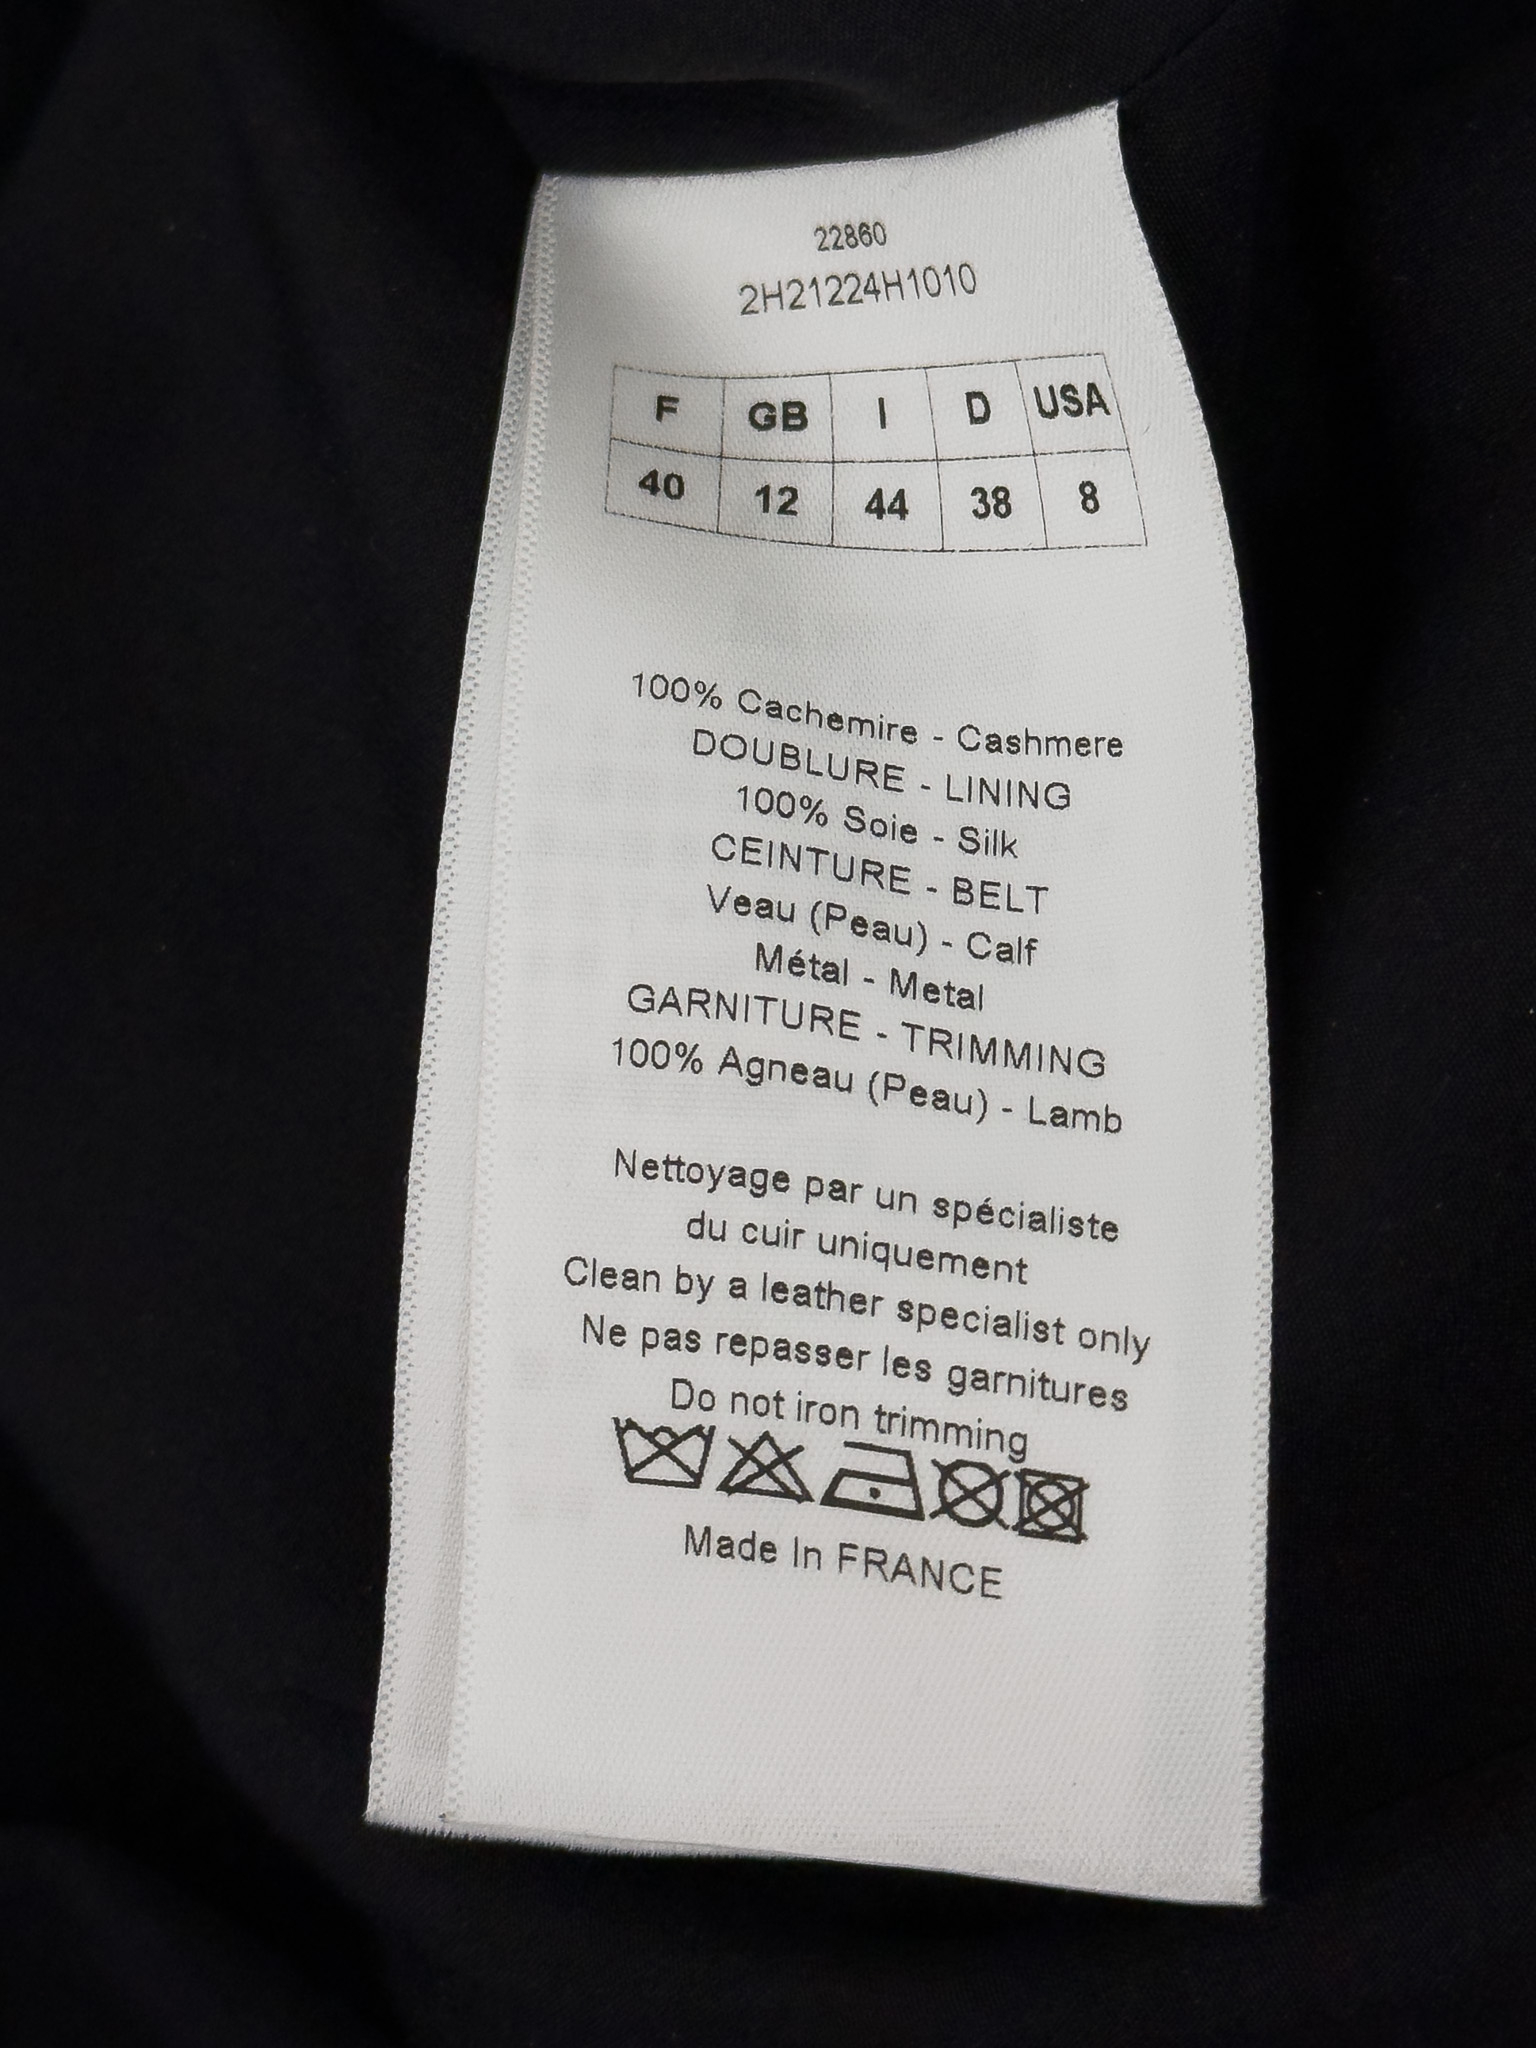 22860
2H21224H1010
F GB I D USA
40 12 44 38 8
100% Cachemire - Cashmere
DOUBLURE - LINING
100% Soie - Silk
CEINTURE - BELT
Veau (Peau) - Calf
Métal - Metal
GARNITURE - TRIMMING
100% Agneau (Peau) - Lamb
Nettoyage par un spécialiste
du cuir uniquement
Clean by a leather specialist only
Ne pas repasser les garnitures
Do not iron trimming
Made In FRANCE